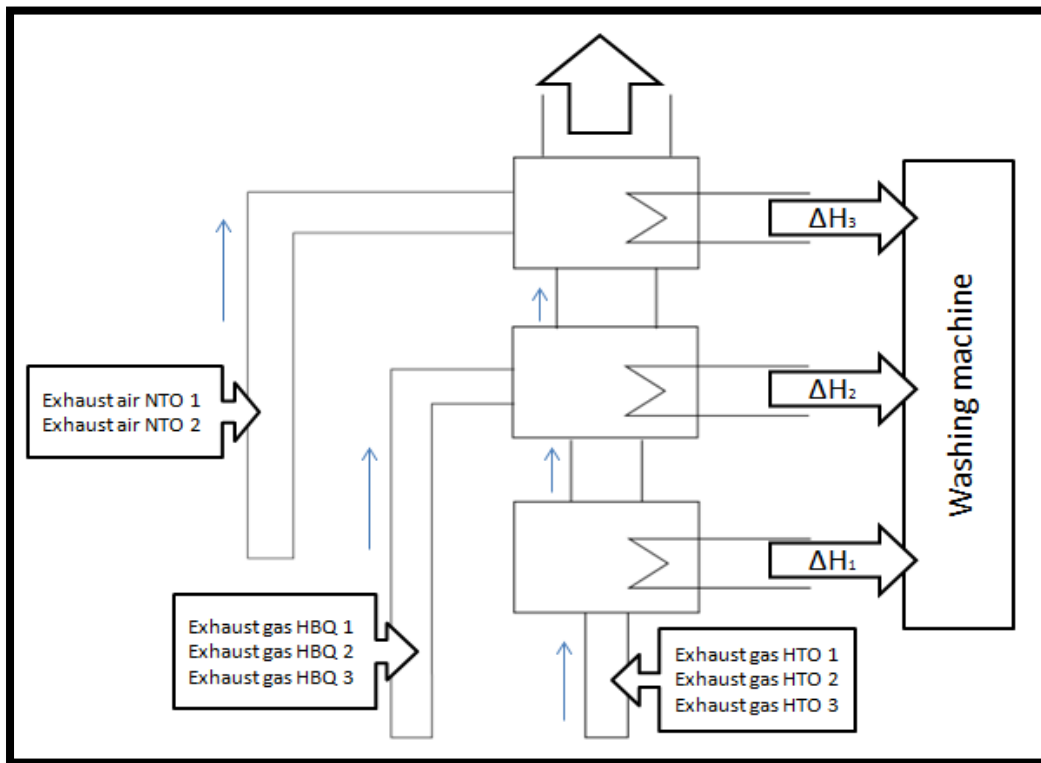 ΔH₃
Exhaust air NTO 1
Exhaust air NTO 2
ΔH₂
Washing machine
ΔH₁
Exhaust gas HBQ 1
Exhaust gas HBQ 2
Exhaust gas HBQ 3
Exhaust gas HTO 1
Exhaust gas HTO 2
Exhaust gas HTO 3